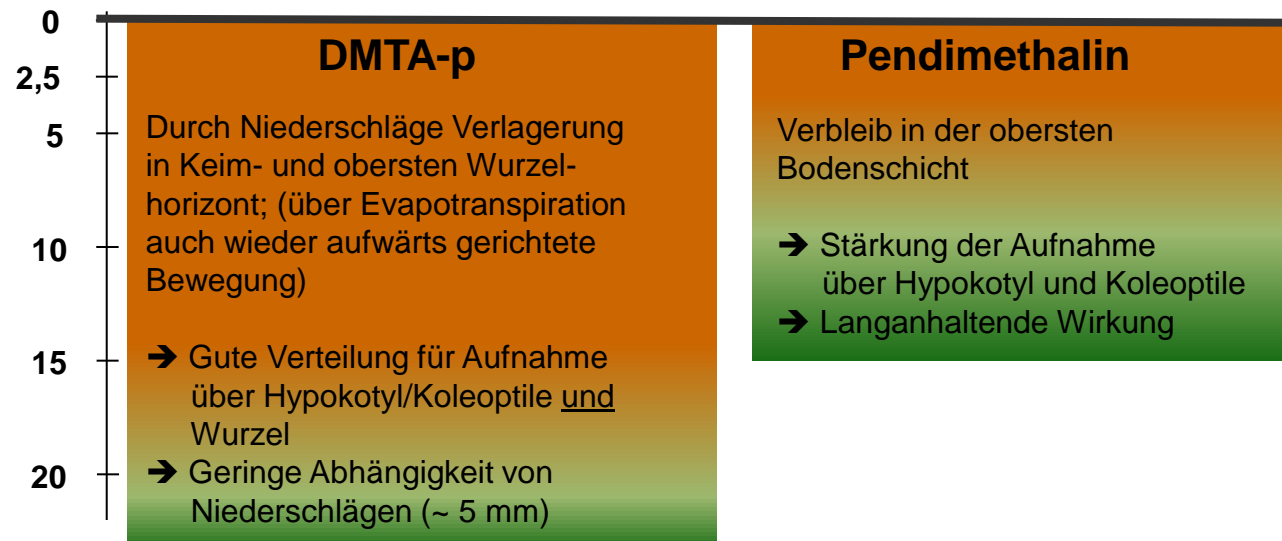 0
2,5
5
10
15
20
DMTA-p
Durch Niederschläge Verlagerung
in Keim- und obersten Wurzel-
horizont; (über Evapotranspiration
auch wieder aufwärts gerichtete
Bewegung)
➔ Gute Verteilung für Aufnahme
über Hypokotyl/Koleoptile und
Wurzel
➔ Geringe Abhängigkeit von
Niederschlägen (~ 5 mm)
Pendimethalin
Verbleib in der obersten
Bodenschicht
➔ Stärkung der Aufnahme
über Hypokotyl und Koleoptile
➔ Langanhaltende Wirkung